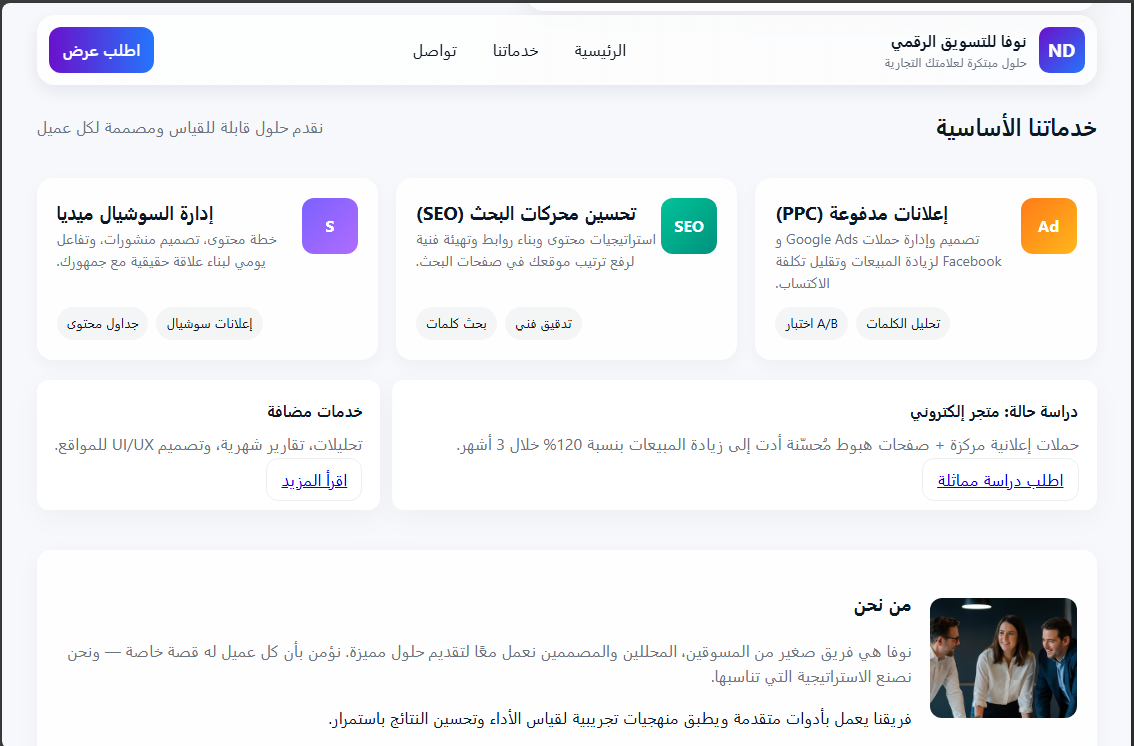 ND
نوفا للتسويق الرقمي
حلول مبتكرة لعلامتك التجارية
الرئيسية
خدماتنا
تواصل
اطلب عرض
خدماتنا الأساسية
نقدم حلول قابلة للقياس ومصممة لكل عميل
Ad
إعلانات مدفوعة (PPC)
تصميم وإدارة حملات Google Ads و
Facebook لزيادة المبيعات وتقليل تكلفة
الاكتساب.
تحليل الكلمات
اختبار A/B
SEO
تحسين محركات البحث (SEO)
استراتيجيات محتوى وبناء روابط وتهيئة فنية
لرفع ترتيب موقعك في صفحات البحث.
تدقيق فني
بحث كلمات
S
إدارة السوشيال ميديا
خطة محتوى، تصميم منشورات، وتفاعل
يومي لبناء علاقة حقيقية مع جمهورك.
إعلانات سوشيال
جداول محتوى
دراسة حالة: متجر إلكتروني
حملات إعلانية مركزة + صفحات هبوط مُحسّنة أدت إلى زيادة المبيعات بنسبة 120% خلال 3 أشهر.
اطلب دراسة مماثلة
خدمات مضافة
تحليلات، تقارير شهرية، وتصميم UI/UX للمواقع.
اقرأ المزيد
من نحن
نوفا هي فريق صغير من المسوقين، المحللين والمصممين نعمل معًا لتقديم حلول مميزة. نؤمن بأن كل عميل له قصة خاصة — ونحن
نصنع الاستراتيجية التي تناسبها.
فريقنا يعمل بأدوات متقدمة ويطبق منهجيات تجريبية لقياس الأداء وتحسين النتائج باستمرار.